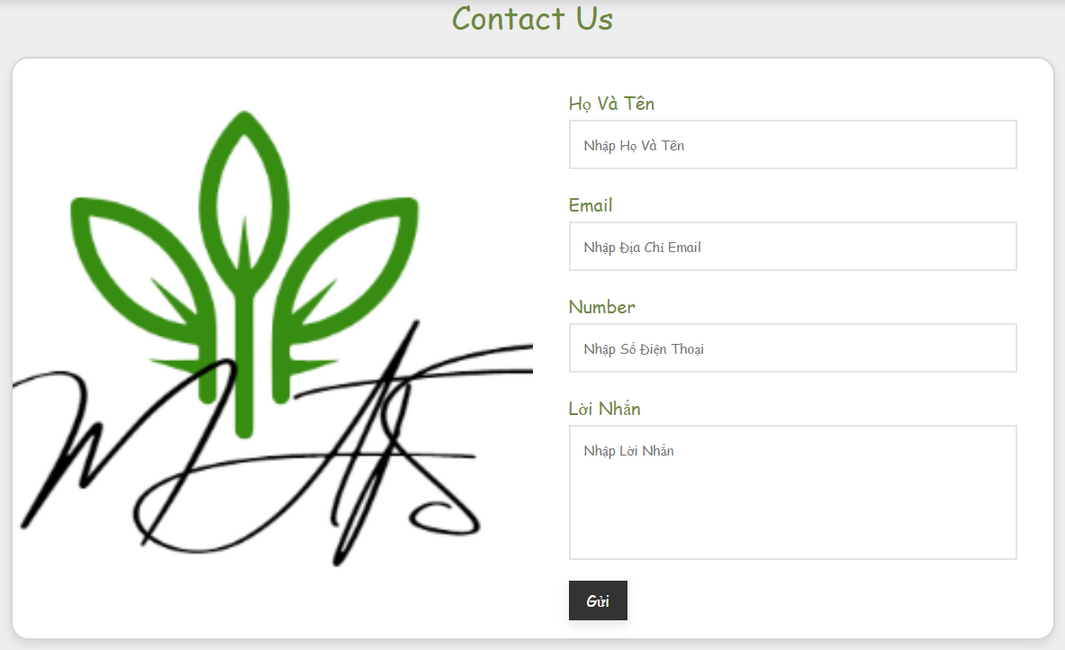 Contact Us
Họ Và Tên
Nhập Họ Và Tên
Email
Nhập Địa Chỉ Email
Number
Nhập Số Điện Thoại
Lời Nhắn
Nhập Lời Nhắn
Gửi